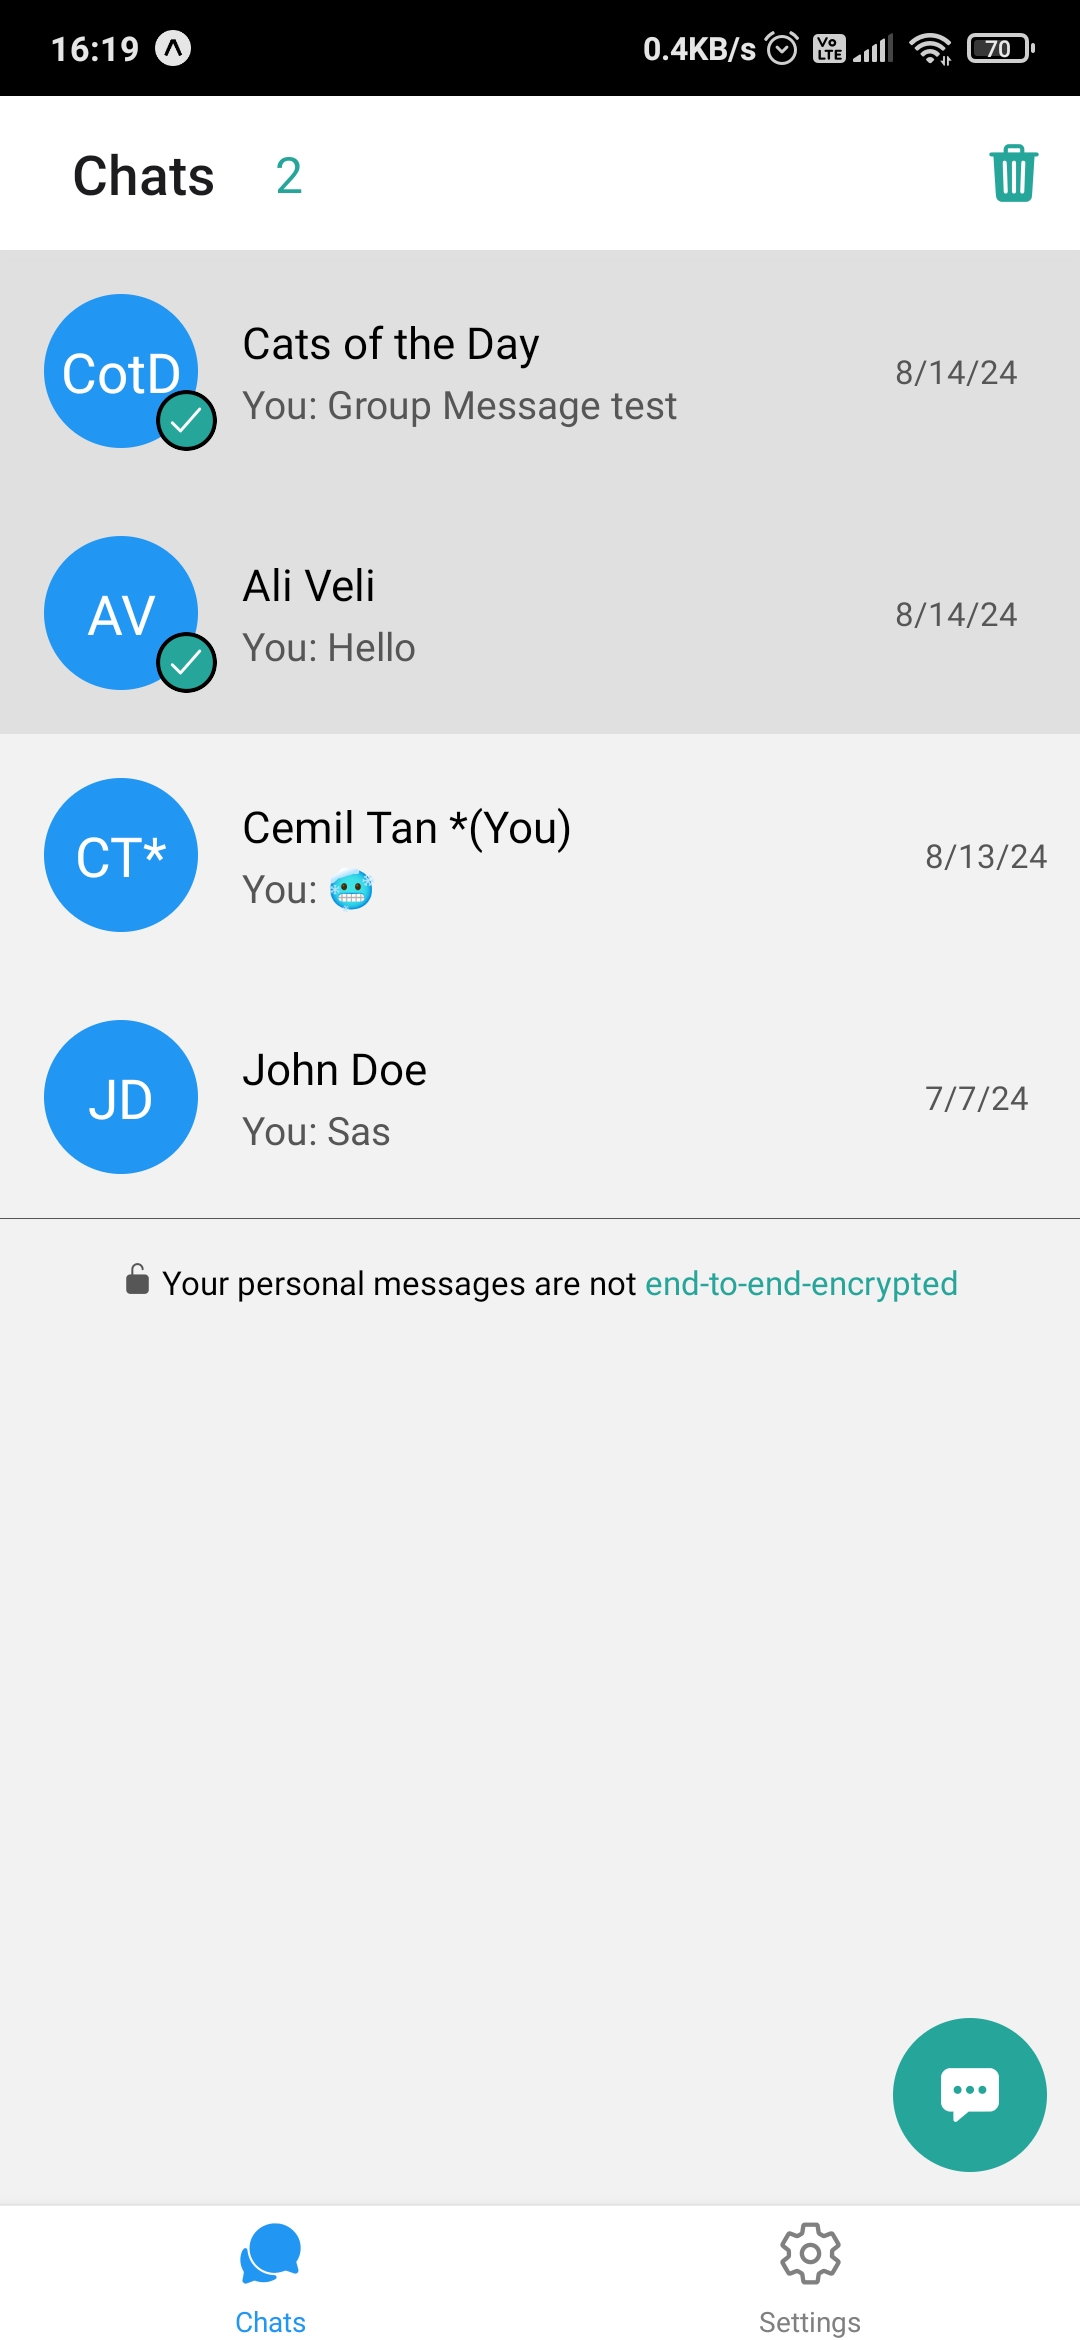 16:19
0.4KB/s
Vo
LTE
70
Chats 2
CotD
Cats of the Day
You: Group Message test
8/14/24
AV
Ali Veli
You: Hello
8/14/24
CT*
Cemil Tan *(You)
You: 🥶
8/13/24
JD
John Doe
You: Sas
7/7/24
Your personal messages are not end-to-end-encrypted
Chats
Settings